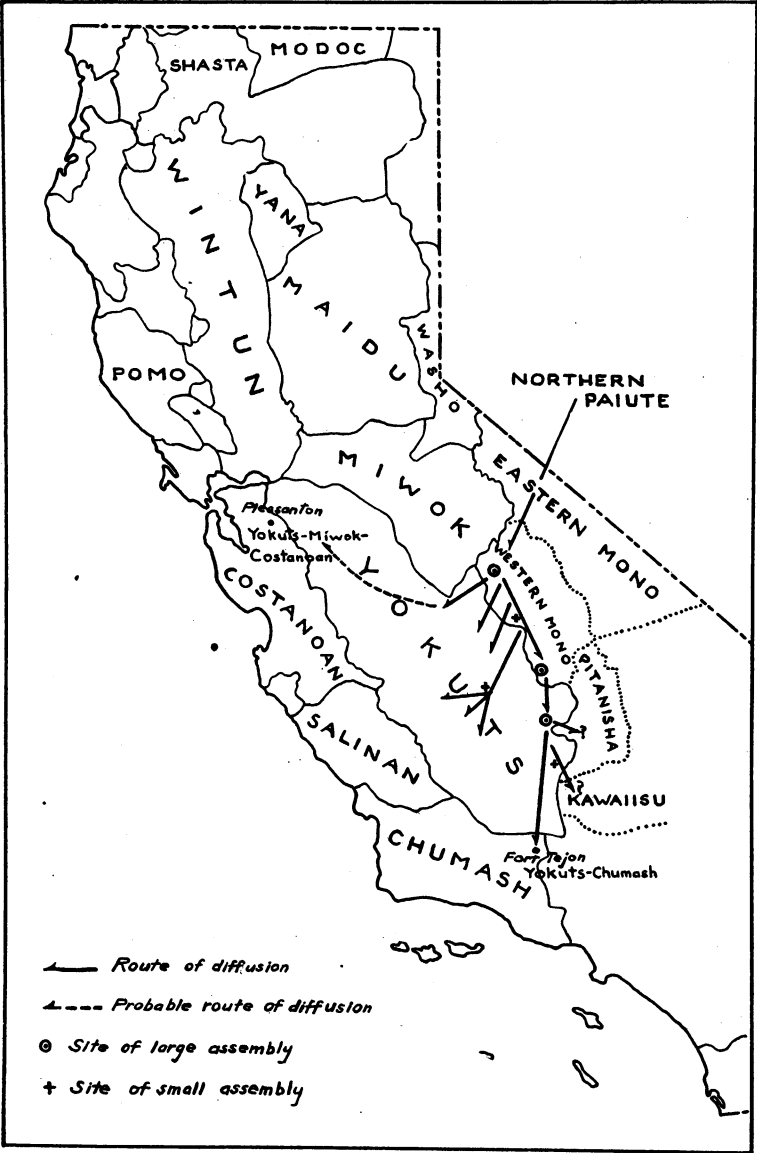 MODOC
SHASTA
WINTUN
YANA
MAIDU
WASHO
POMO
NORTHERN
PAIUTE
MIWOK
EASTERN MONO
Pleasanton
Yokuts-Miwok-
Costanoan
YOKUTS
WESTERN MONO
COSTANOAN
PITANISHA
SALINAN
?
?
KAWAIISU
CHUMASH
Fort Tejon
Yokuts-Chumash
Route of diffusion
Probable route of diffusion
Site of large assembly
+ Site of small assembly